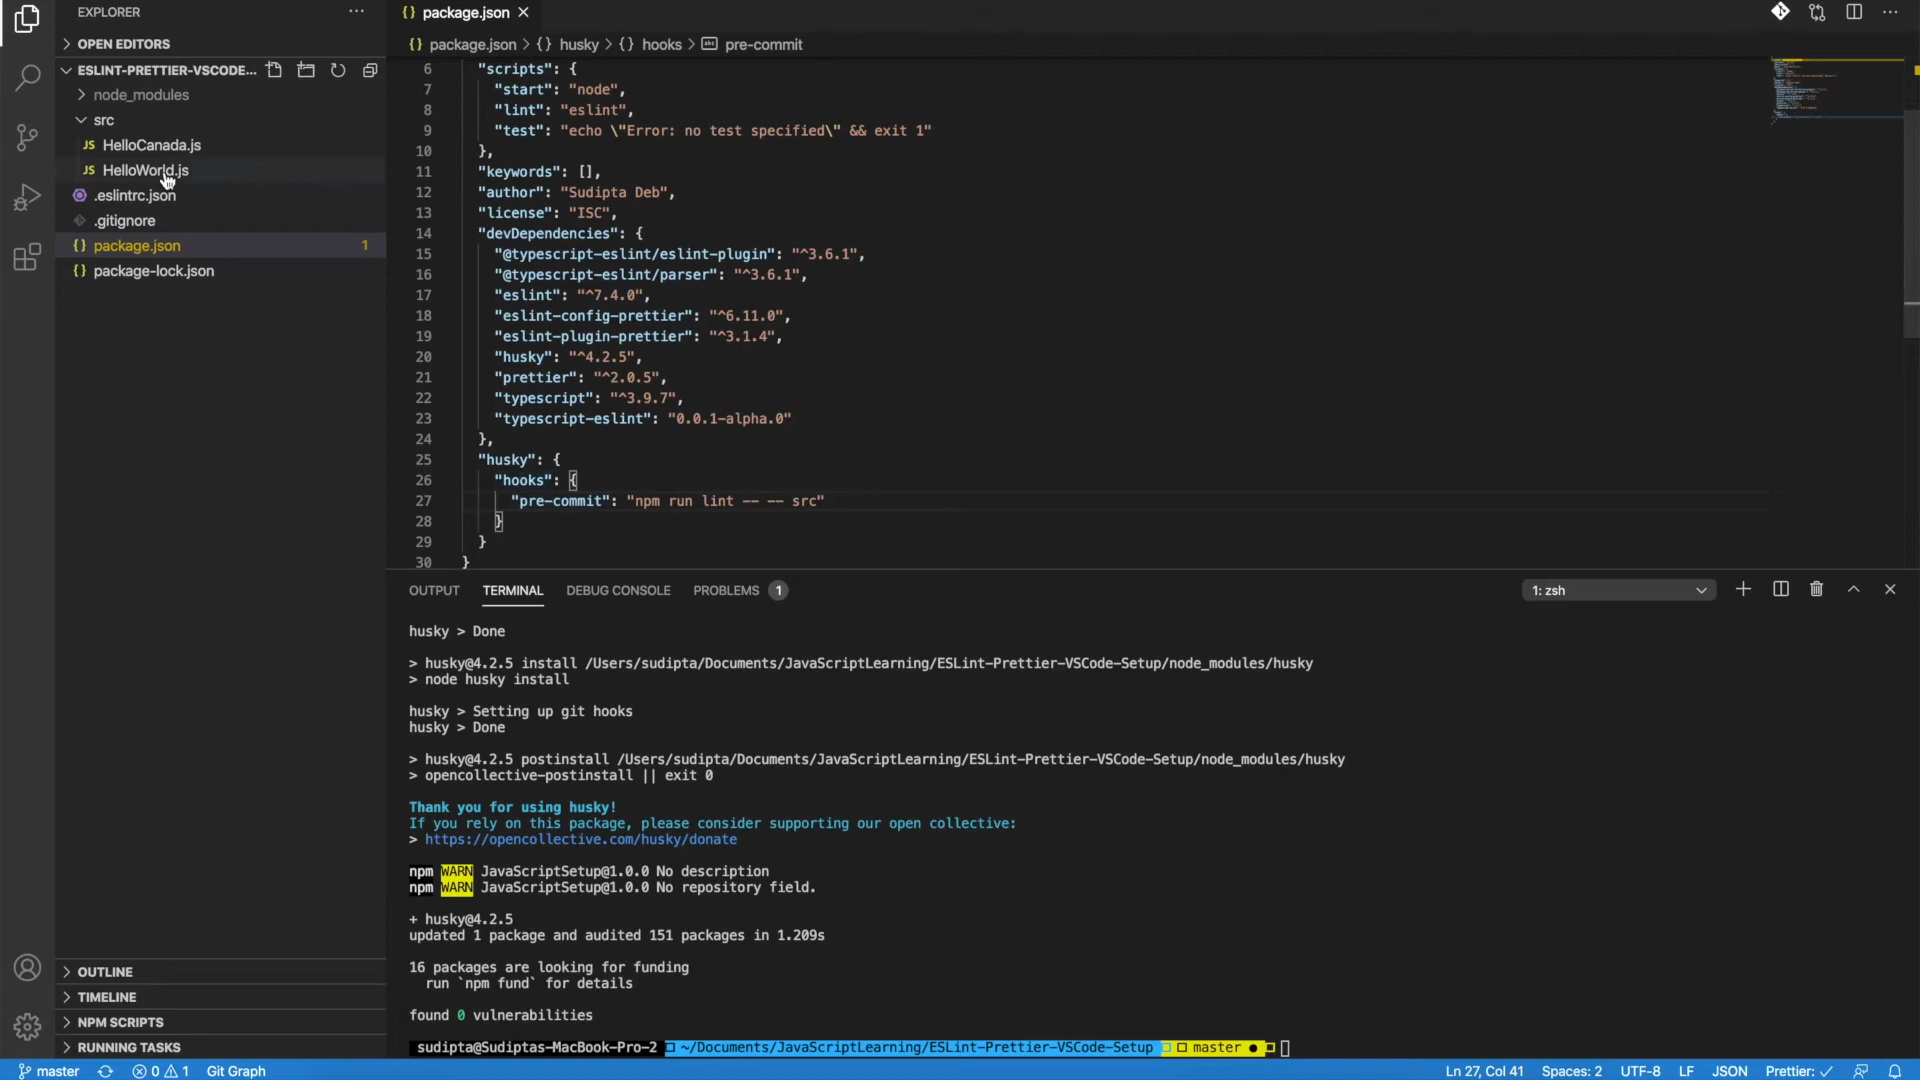 EXPLORER
OPEN EDITORS
ESLINT-PRETTIER-VSCODE...
node_modules
src
JS HelloCanada.js
JS HelloWorld.js
.eslintrc.json
.gitignore
{} package.json 1
{} package-lock.json
OUTLINE
TIMELINE
NPM SCRIPTS
RUNNING TASKS
{} package.json
{} package.json > {} husky > {} hooks > abc pre-commit
6 "scripts": {
7 "start": "node",
8 "lint": "eslint",
9 "test": "echo \"Error: no test specified\" && exit 1"
10 },
11 "keywords": [],
12 "author": "Sudipta Deb",
13 "license": "ISC",
14 "devDependencies": {
15 "@typescript-eslint/eslint-plugin": "^3.6.1",
16 "@typescript-eslint/parser": "^3.6.1",
17 "eslint": "^7.4.0",
18 "eslint-config-prettier": "^6.11.0",
19 "eslint-plugin-prettier": "^3.1.4",
20 "husky": "^4.2.5",
21 "prettier": "^2.0.5",
22 "typescript": "^3.9.7",
23 "typescript-eslint": "0.0.1-alpha.0"
24 },
25 "husky": {
26 "hooks": {
27 "pre-commit": "npm run lint -- -- src"
28 }
29 }
30 }
OUTPUT TERMINAL DEBUG CONSOLE PROBLEMS 1 1: zsh
husky > Done
> husky@4.2.5 install /Users/sudipta/Documents/JavaScriptLearning/ESLint-Prettier-VSCode-Setup/node_modules/husky
> node husky install
husky > Setting up git hooks
husky > Done
> husky@4.2.5 postinstall /Users/sudipta/Documents/JavaScriptLearning/ESLint-Prettier-VSCode-Setup/node_modules/husky
> opencollective-postinstall || exit 0
Thank you for using husky!
If you rely on this package, please consider supporting our open collective:
> https://opencollective.com/husky/donate
npm WARN JavaScriptSetup@1.0.0 No description
npm WARN JavaScriptSetup@1.0.0 No repository field.
+ husky@4.2.5
updated 1 package and audited 151 packages in 1.209s
16 packages are looking for funding
run `npm fund` for details
found 0 vulnerabilities
sudipta@Sudiptas-MacBook-Pro-2 ~/Documents/JavaScriptLearning/ESLint-Prettier-VSCode-Setup master ●
master 0 1 Git Graph Ln 27, Col 41 Spaces: 2 UTF-8 LF JSON Prettier: ✓